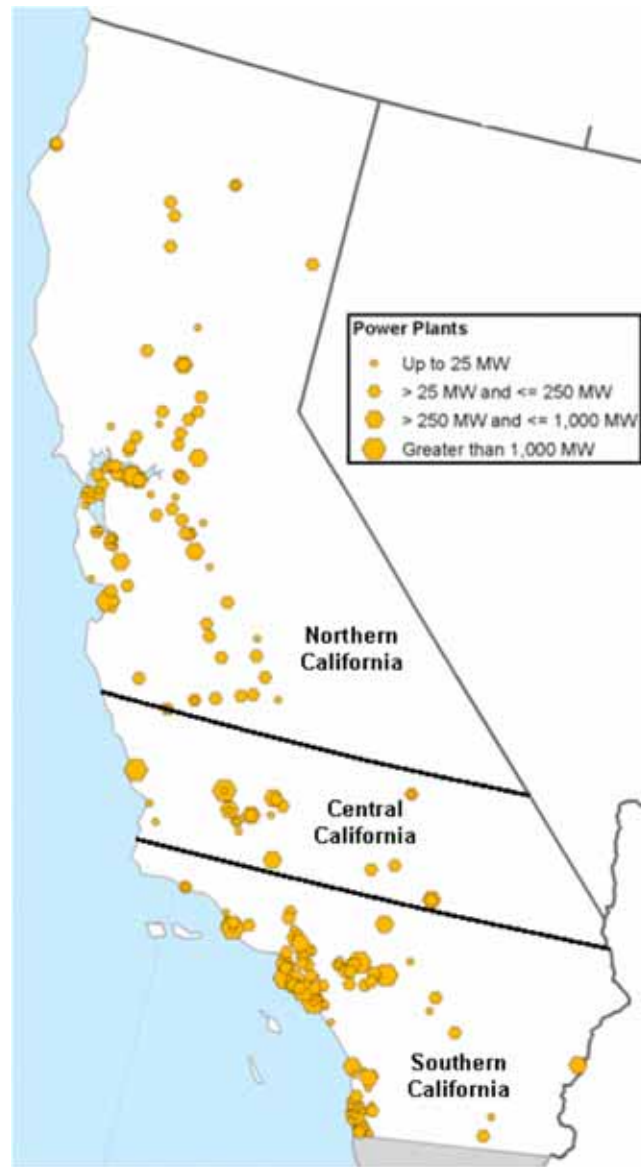 Power Plants
Up to 25 MW
> 25 MW and <= 250 MW
> 250 MW and <= 1,000 MW
Greater than 1,000 MW
Northern
California
Central
California
Southern
California